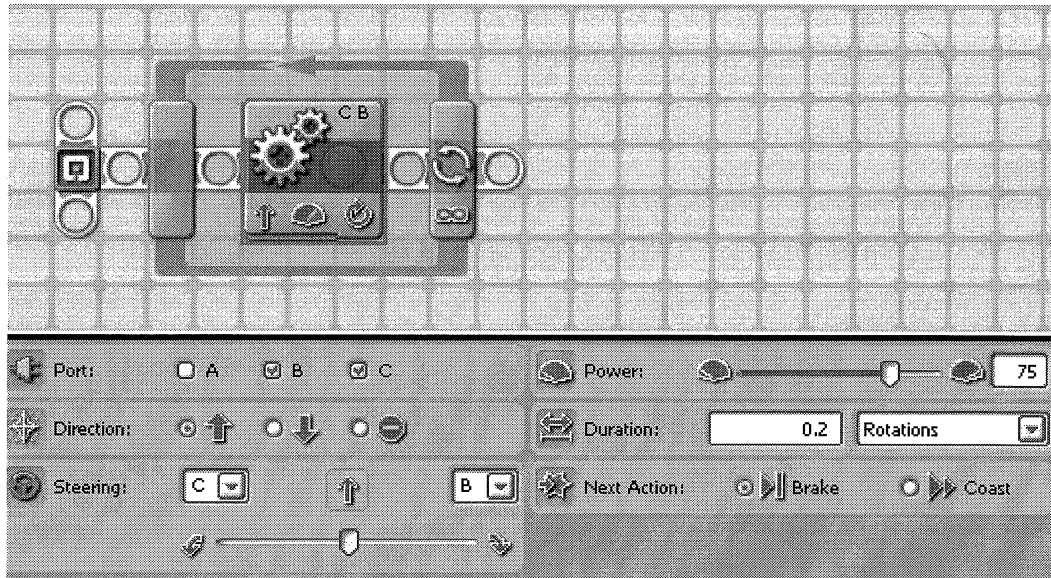 C B
Port: A B C
Power: 75
Direction:
Duration: 0.2 Rotations
Steering: C B
Next Action: Brake Coast